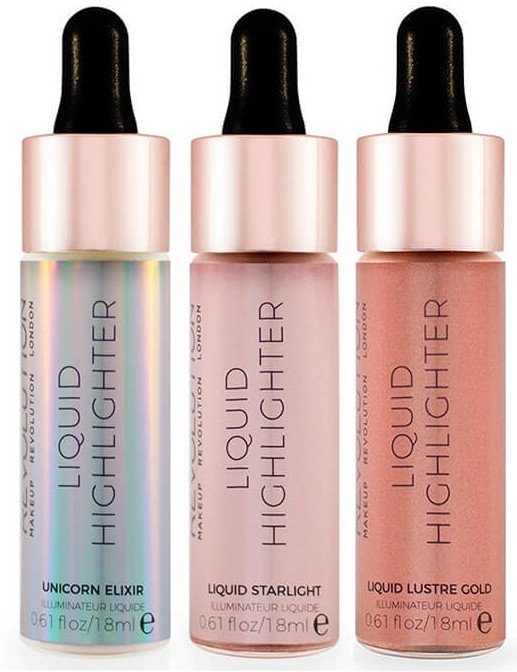 REVOLUTION
MAKEUP REVOLUTION LONDON
LIQUID
HIGHLIGHTER
UNICORN ELIXIR
ILLUMINATEUR LIQUIDE
0.61 fl oz/18ml e
REVOLUTION
MAKEUP REVOLUTION LONDON
LIQUID
HIGHLIGHTER
LIQUID STARLIGHT
ILLUMINATEUR LIQUIDE
0.61 fl oz/18ml e
REVOLUTION
MAKEUP REVOLUTION LONDON
LIQUID
HIGHLIGHTER
LIQUID LUSTRE GOLD
ILLUMINATEUR LIQUIDE
0.61 fl oz/18ml e